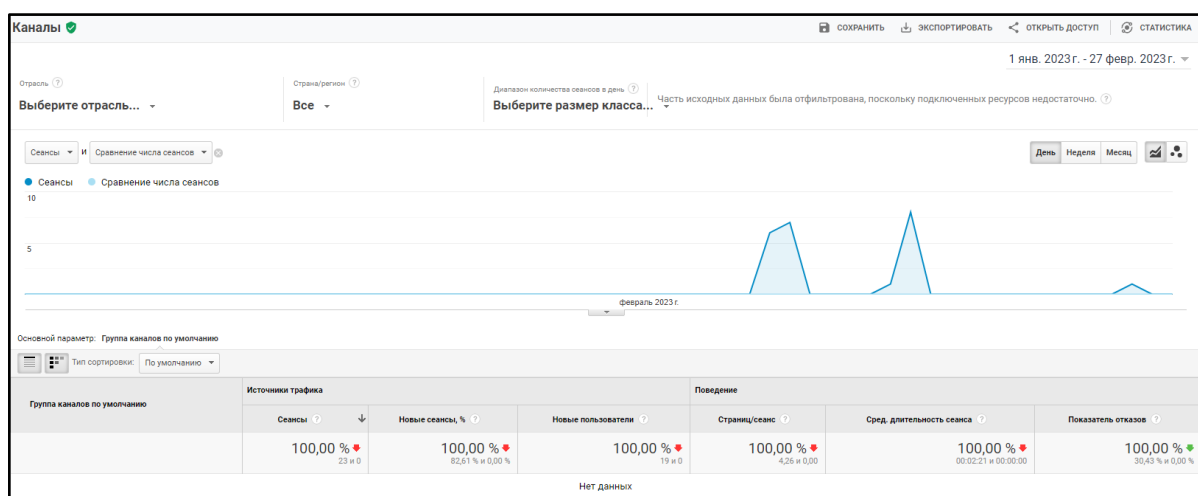 Каналы
СОХРАНИТЬ ЭКСПОРТИРОВАТЬ ОТКРЫТЬ ДОСТУП СТАТИСТИКА
1 янв. 2023 г. - 27 февр. 2023 г.
Отрасль ? Страна/регион ? Диапазон количества сеансов в день ?
Выберите отрасль... Все Выберите размер класса... Часть исходных данных была отфильтрована, поскольку подключенных ресурсов недостаточно. ?
Сеансы И Сравнение числа сеансов День Неделя Месяц
Сеансы Сравнение числа сеансов
10
5
февраль 2023 г.
Основной параметр: Группа каналов по умолчанию
Тип сортировки: По умолчанию
Группа каналов по умолчанию Источники трафика Поведение
Сеансы ? Новые сеансы, % ? Новые пользователи ? Страниц/сеанс ? Сред. длительность сеанса ? Показатель отказов ?
100,00 % 100,00 % 100,00 % 100,00 % 100,00 % 100,00 %
23 и 0 82,61 % и 0,00 % 19 и 0 4,26 и 0,00 00:02:21 и 00:00:00 30,43 % и 0,00 %
Нет данных